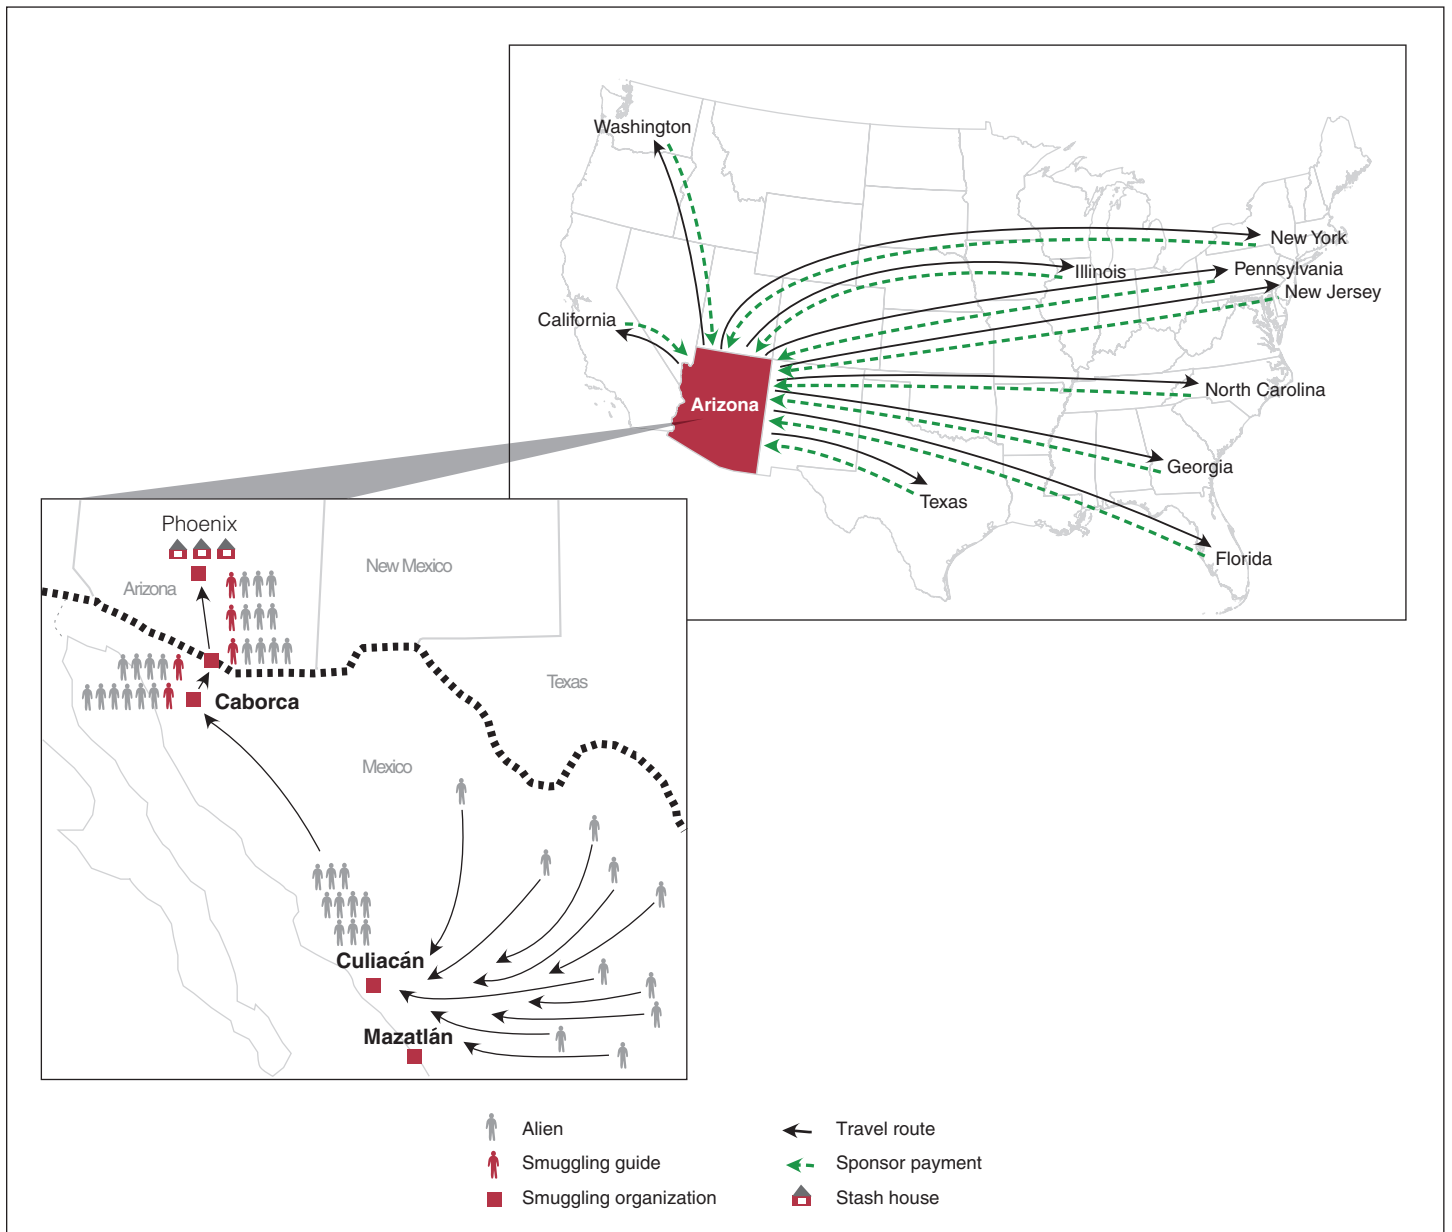 Washington
New York
Illinois
Pennsylvania
New Jersey
California
Arizona
North Carolina
Georgia
Texas
Florida
Phoenix
New Mexico
Arizona
Texas
Caborca
Mexico
Culiacán
Mazatlán
Alien
Travel route
Smuggling guide
Sponsor payment
Smuggling organization
Stash house